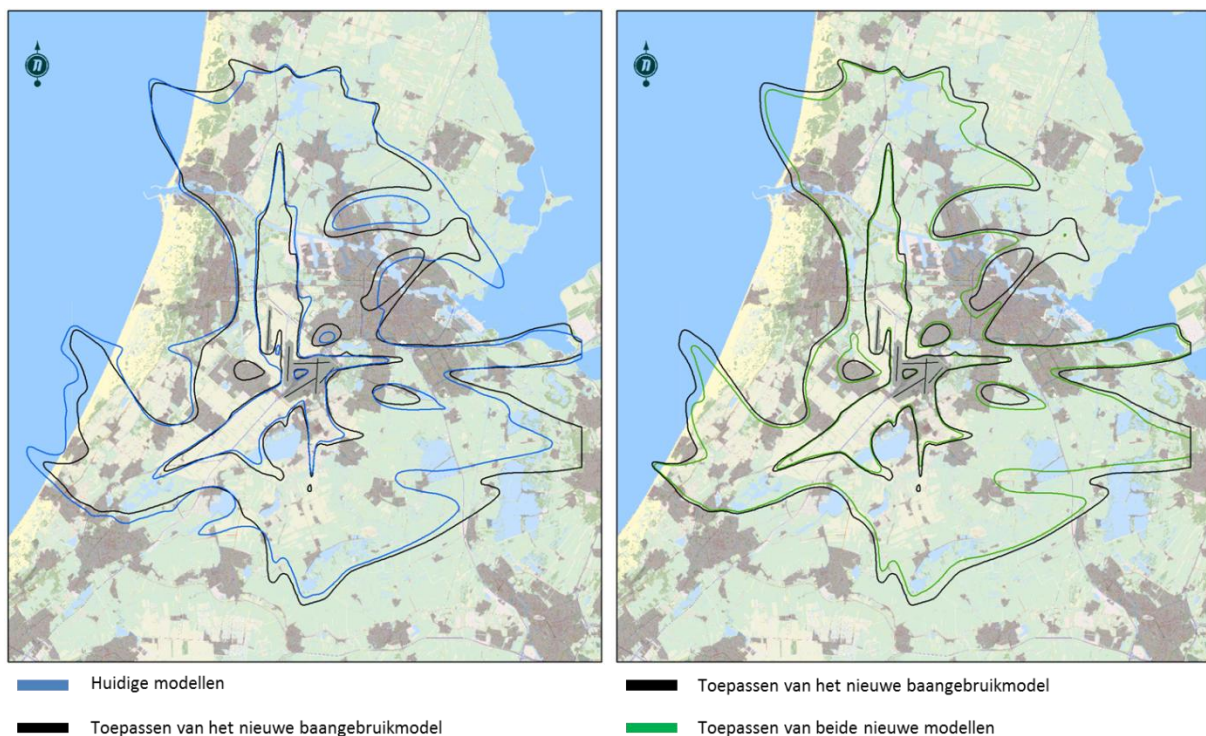 n
n
Huidige modellen
Toepassen van het nieuwe baangebruikmodel
Toepassen van het nieuwe baangebruikmodel
Toepassen van beide nieuwe modellen